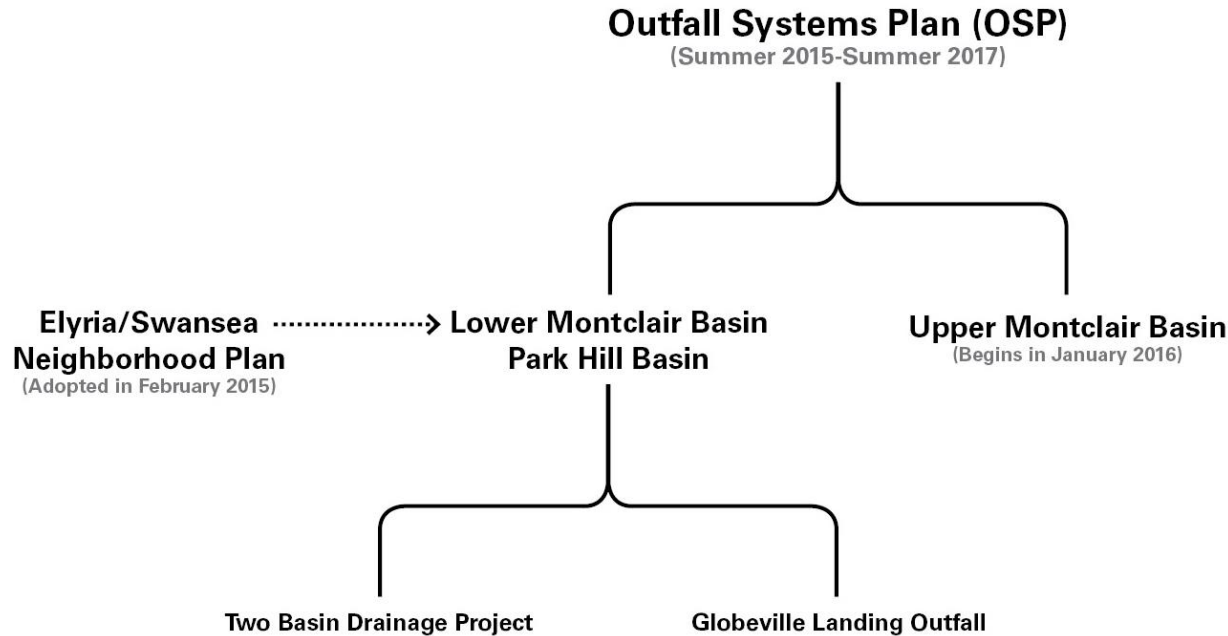 Outfall Systems Plan (OSP)
(Summer 2015-Summer 2017)
Elyria/Swansea
Neighborhood Plan
(Adopted in February 2015)
Lower Montclair Basin
Park Hill Basin
Upper Montclair Basin
(Begins in January 2016)
Two Basin Drainage Project
Globeville Landing Outfall